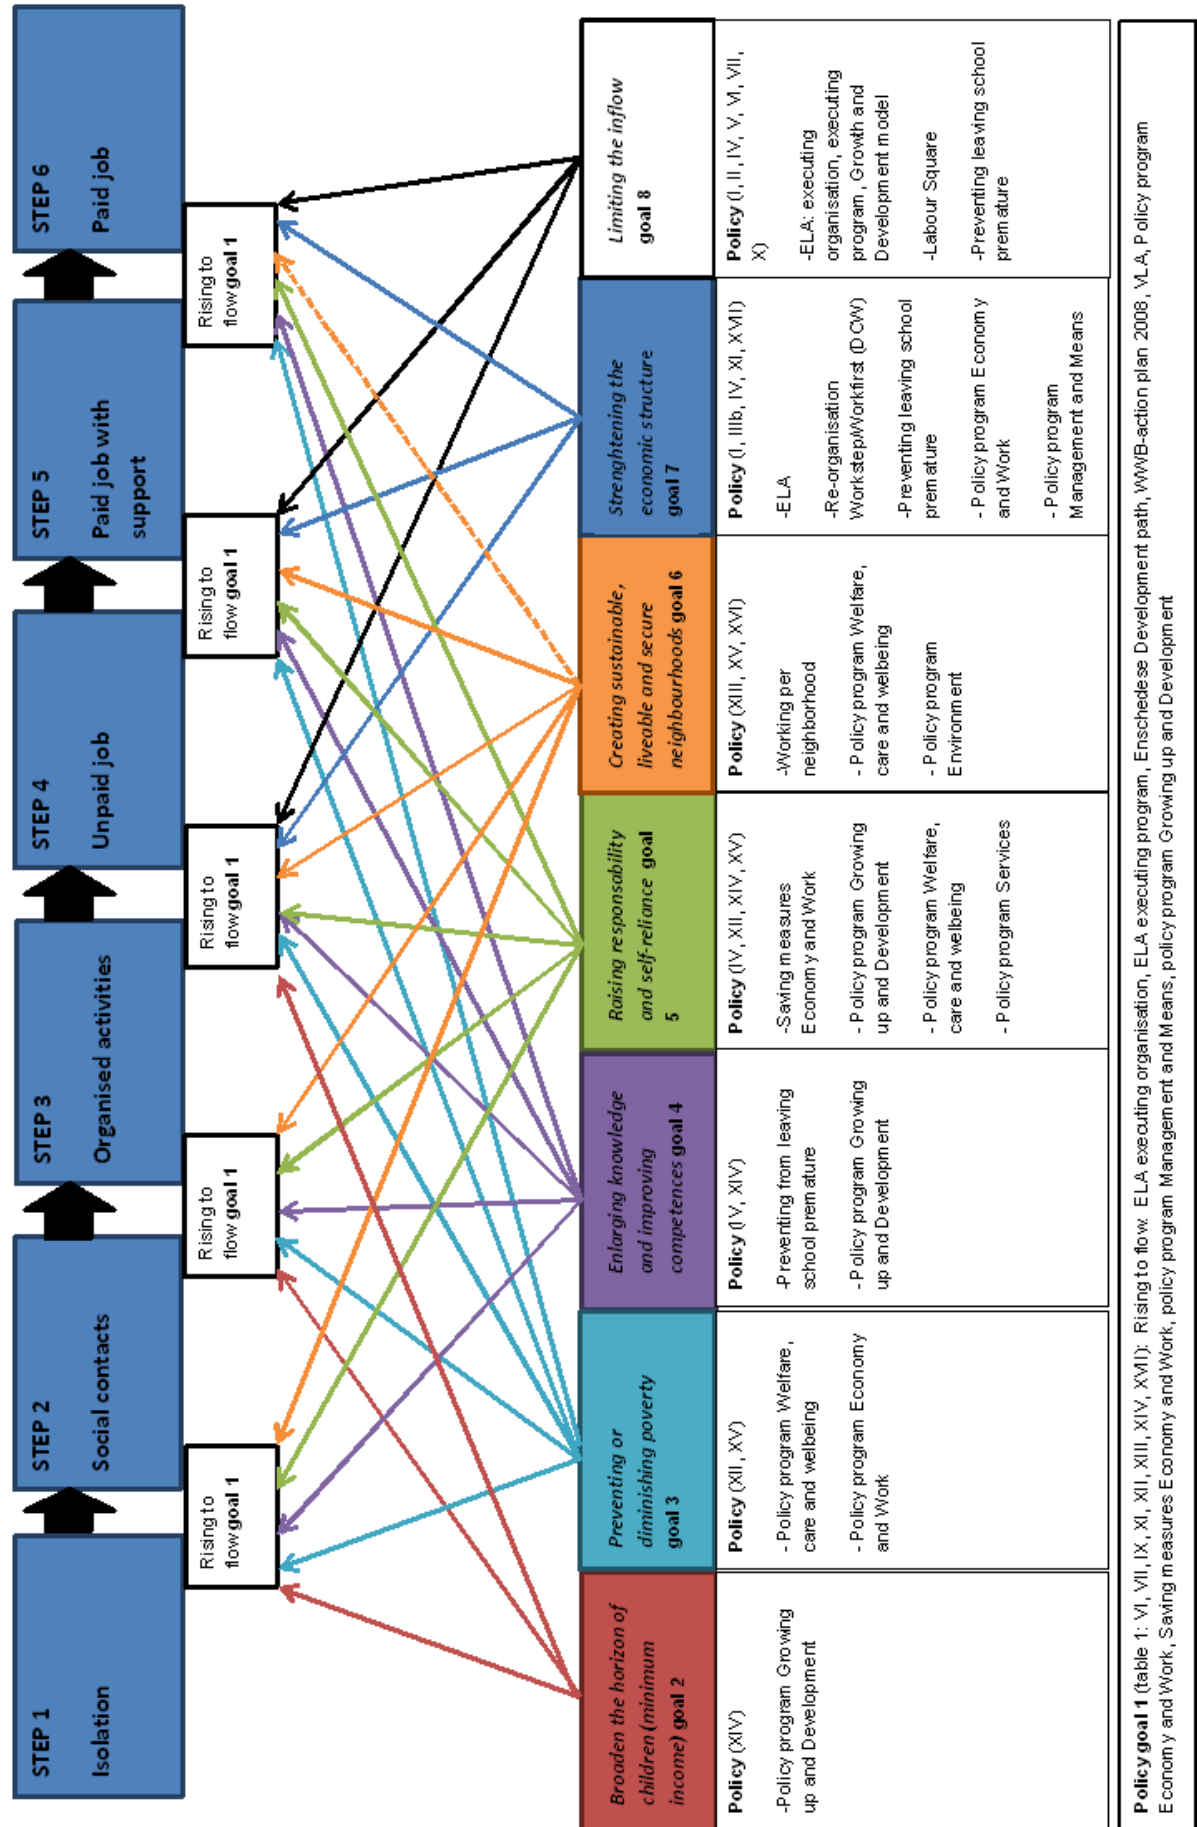 STEP 1
Isolation
STEP 2
Social contacts
STEP 3
Organised activities
STEP 4
Unpaid job
STEP 5
Paid job with
support
STEP 6
Paid job
Rising to
flow goal 1
Rising to
flow goal 1
Rising to
flow goal 1
Rising to
flow goal 1
Rising to
flow goal 1
Broaden the horizon of
children (minimum
income) goal 2
Policy (XIV)
-Policy program Growing
up and Development
Preventing or
diminishing poverty
goal 3
Policy (XII, XV)
- Policy program Welfare,
care and welbeing
- Policy program Economy
and Work
Enlarging knowledge
and improving
competences goal 4
Policy (IV, XIV)
-Preventing from leaving
school premature
- Policy program Growing
up and Development
Raising responsability
and self-reliance goal
5
Policy (IV, XII, XIV, XV)
-Saving measures
Economy and Work
- Policy program Growing
up and Development
- Policy program Welfare,
care and welbeing
- Policy program Services
Creating sustainable,
liveable and secure
neighbourhoods goal 6
Policy (XIII, XV, XVI)
-Working per
neighborhood
- Policy program Welfare,
care and welbeing
- Policy program
Environment
Strenghtening the
economic structure
goal 7
Policy (I, IIIb, IV, XI, XVI)
-ELA
-Re-organisation
Workstep/Workfirst (DCW)
-Preventing leaving school
premature
- Policy program Economy
and Work
- Policy program
Management and Means
Limiting the inflow
goal 8
Policy (I, II, IV, V, VI, VII,
X)
-ELA: executing
organisation, executing
program, Growth and
Development model
-Labour Square
-Preventing leaving school
premature
Policy goal 1 (table 1: VI, VII, IX, XI, XII, XIII, XIV, XVI): Rising to flow. ELA executing organisation, ELA executing program, Enschedese Development path, WWB-action plan 2008, VLA, Policy program
Economy and Work, Saving measures Economy and Work, policy program Management and Means, policy program Growing up and Development